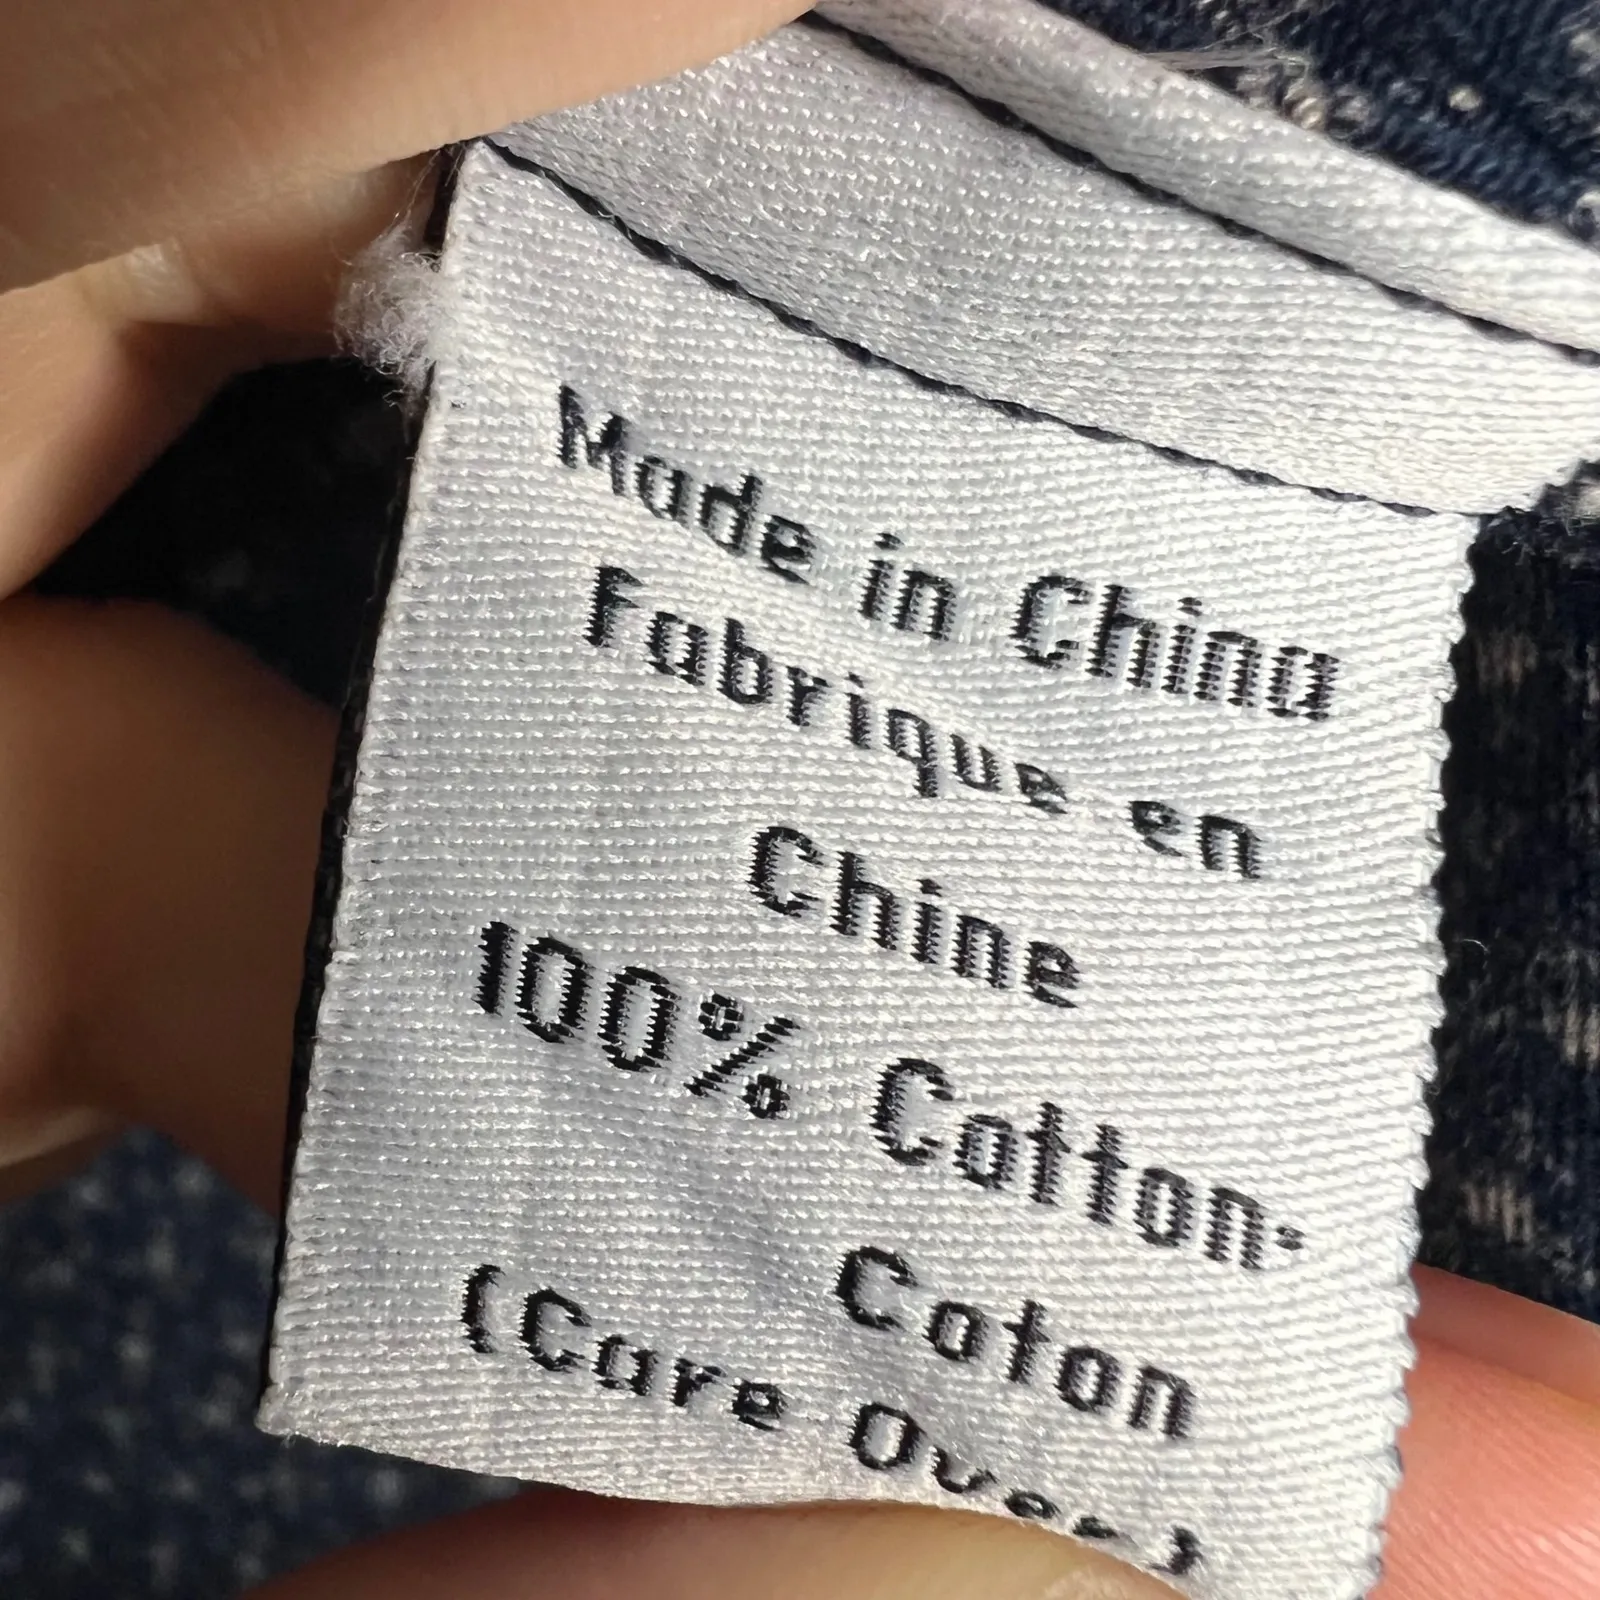 Made in China
Fabrique en
Chine
100% Cotton-
Coton
(Care Over)